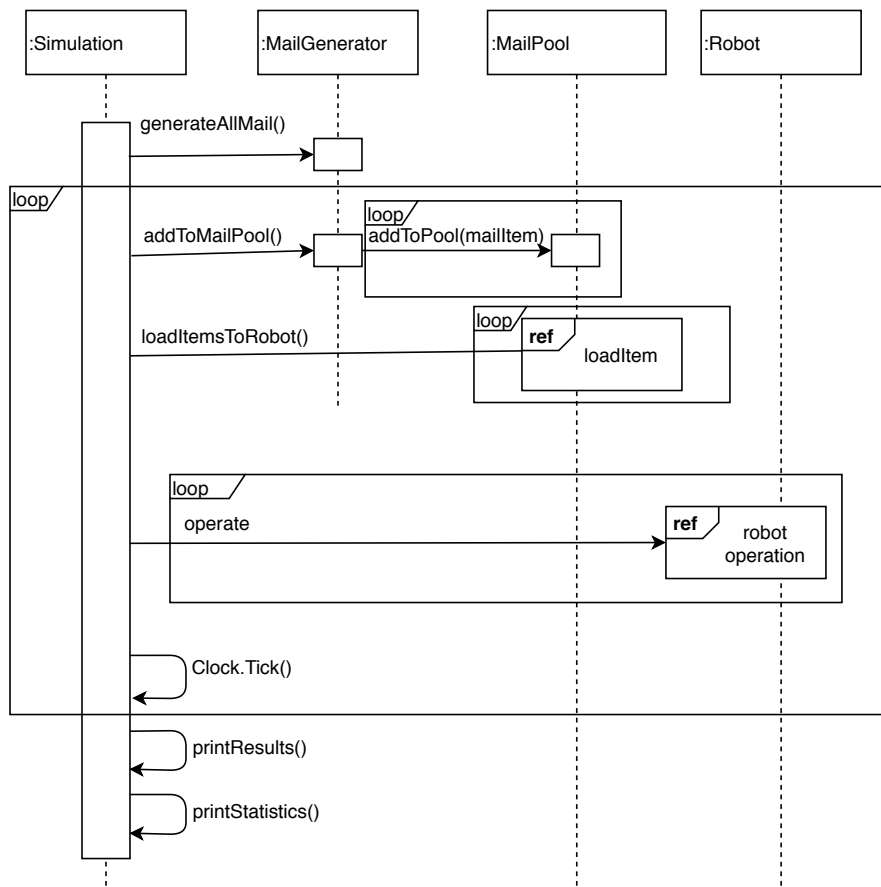 :Simulation
:MailGenerator
:MailPool
:Robot
generateAllMail()
loop
loop
addToMailPool()
addToPool(mailItem)
loop
ref
loadItemsToRobot()
loadItem
loop
operate
ref
robot
operation
Clock.Tick()
printResults()
printStatistics()